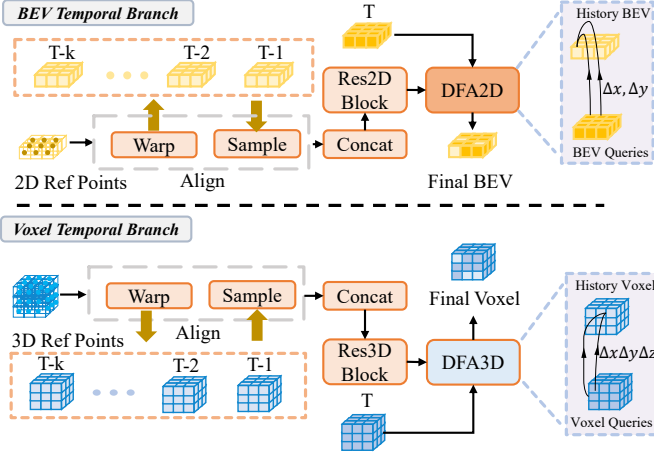 BEV Temporal Branch
T-k
T-2
T-1
Warp
Sample
2D Ref Points
Align
T
Res2D
Block
Concat
DFA2D
Final BEV
History BEV
Δx, Δy
BEV Queries
Voxel Temporal Branch
Warp
Sample
3D Ref Points
Align
T-k
T-2
T-1
Concat
Res3D
Block
T
Final Voxel
DFA3D
History Voxel
ΔxΔyΔz
Voxel Queries